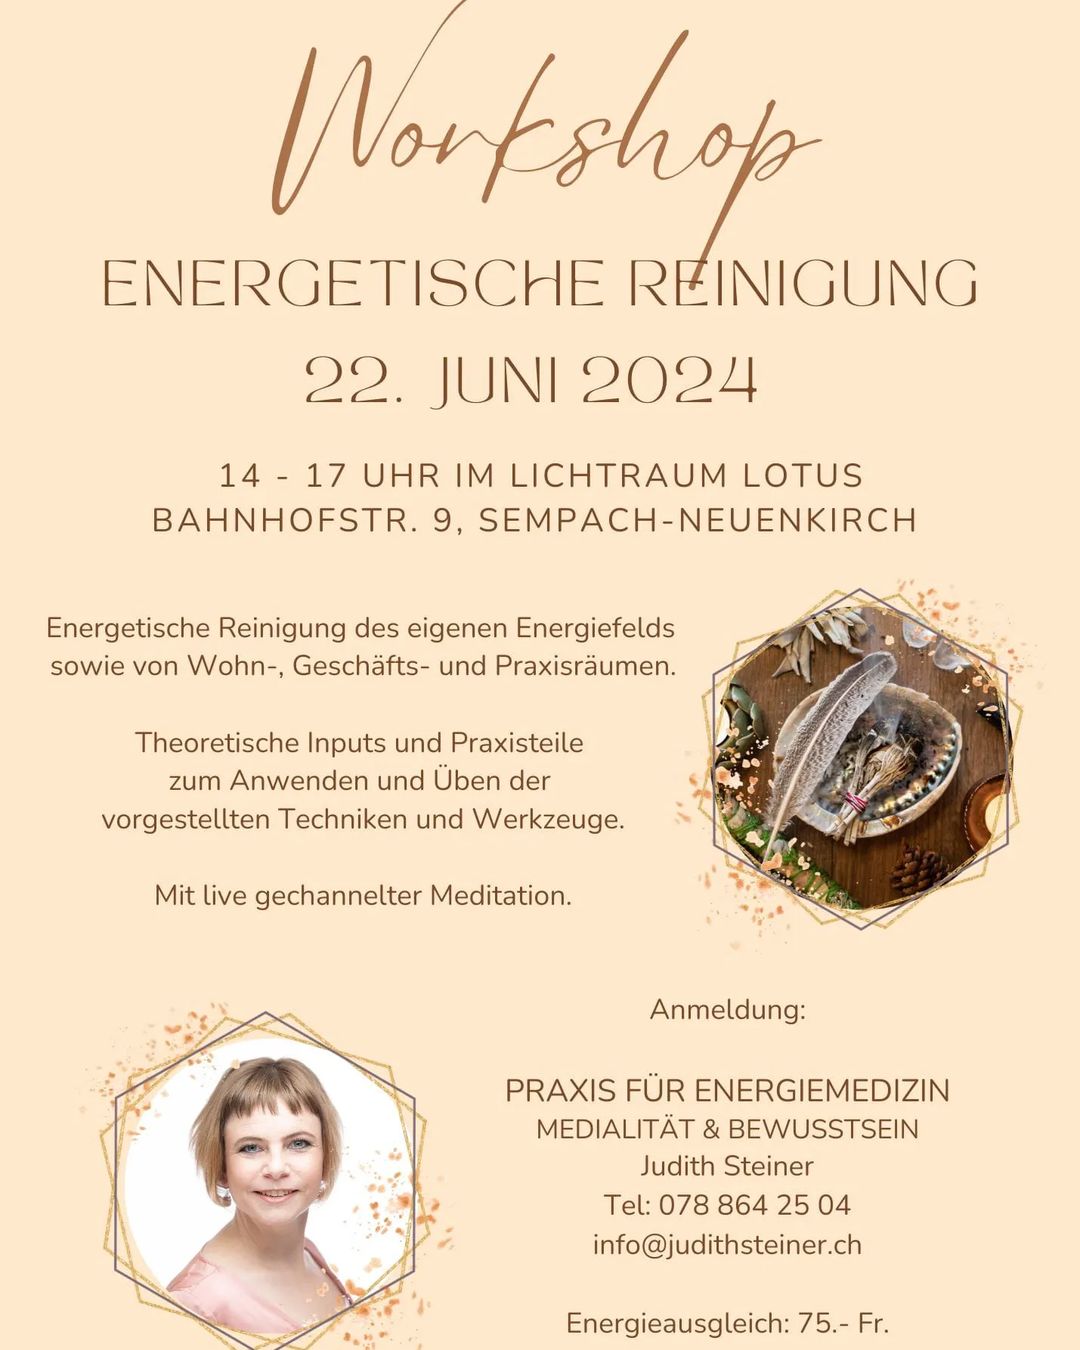 Workshop
ENERGETISCHE REINIGUNG
22. JUNI 2024
14 - 17 UHR IM LICHTRAUM LOTUS
BAHNHOFSTR. 9, SEMPACH-NEUENKIRCH
Energetische Reinigung des eigenen Energiefelds
sowie von Wohn-, Geschäfts- und Praxisräumen.
Theoretische Inputs und Praxisteile
zum Anwenden und Üben der
vorgestellten Techniken und Werkzeuge.
Mit live gechannelter Meditation.
Anmeldung:
PRAXIS FÜR ENERGIEMEDIZIN
MEDIALITÄT & BEWUSSTSEIN
Judith Steiner
Tel: 078 864 25 04
info@judithsteiner.ch
Energieausgleich: 75.- Fr.